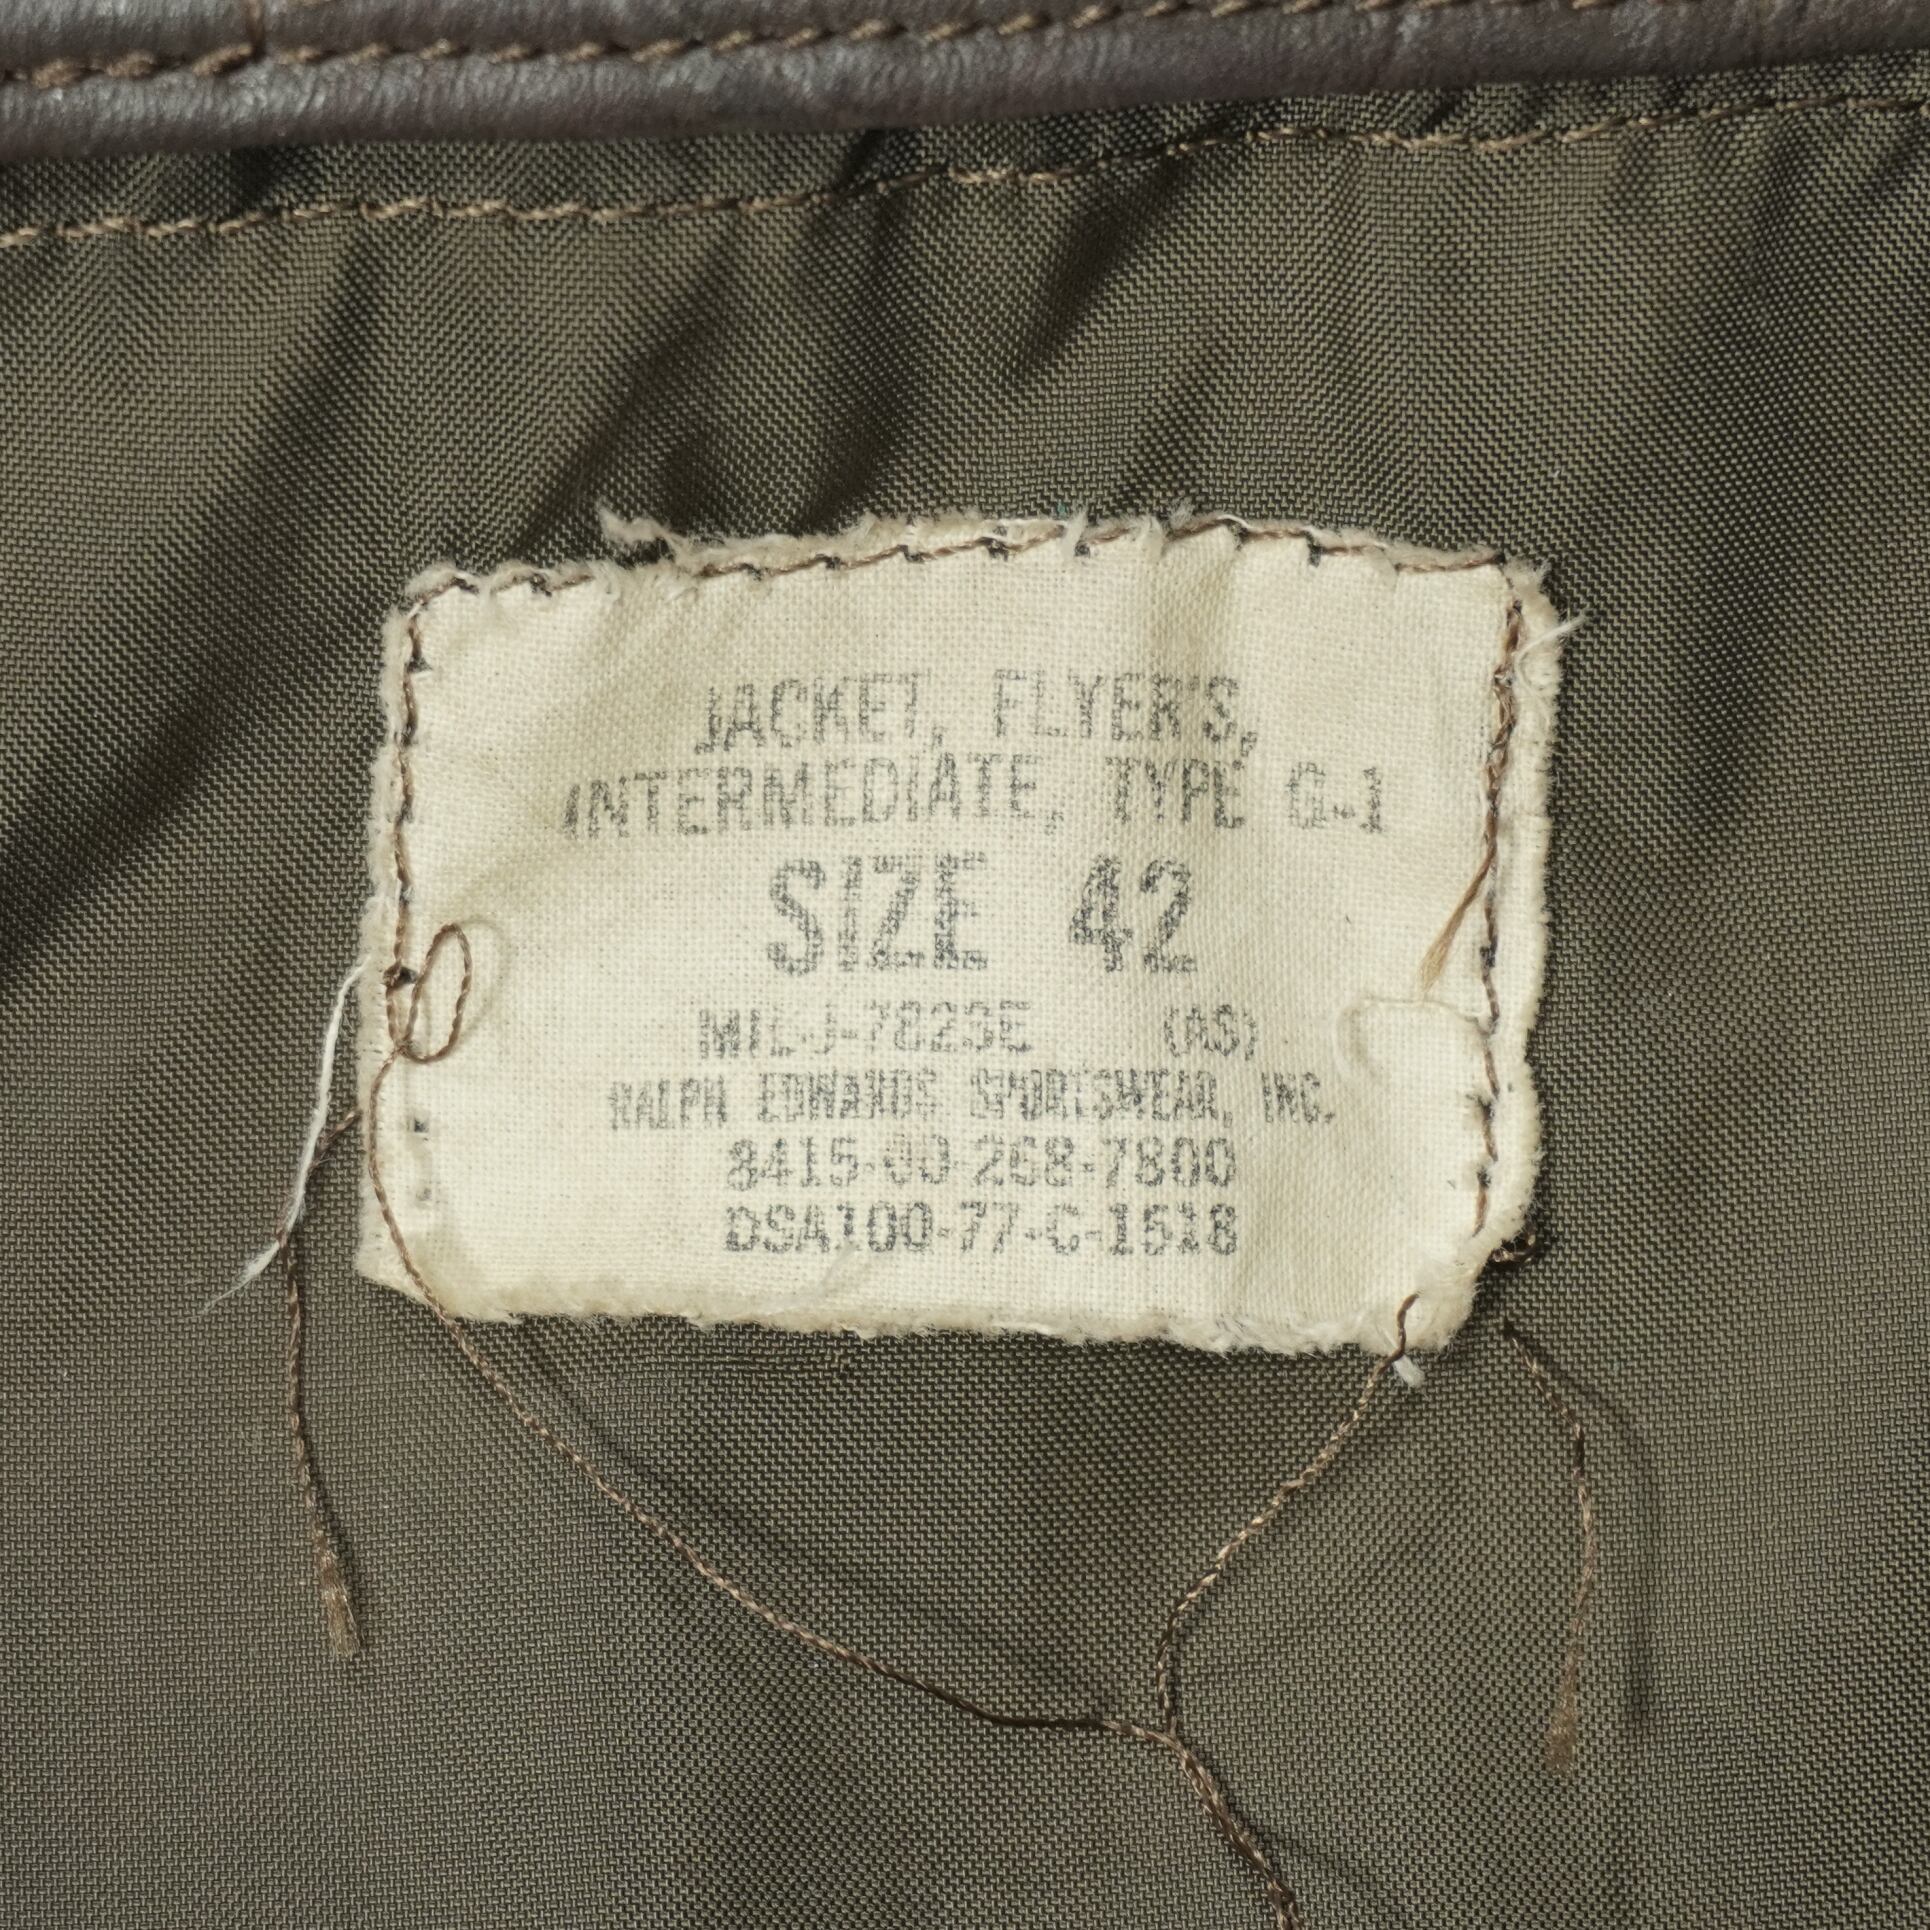 JACKET, FLYER'S,
INTERMEDIATE, TYPE G-1
SIZE 42
MIL-J-7823E (AS)
RALPH EDWARDS SPORTSWEAR, INC.
8415-00-268-7800
DSA100-77-C-1518